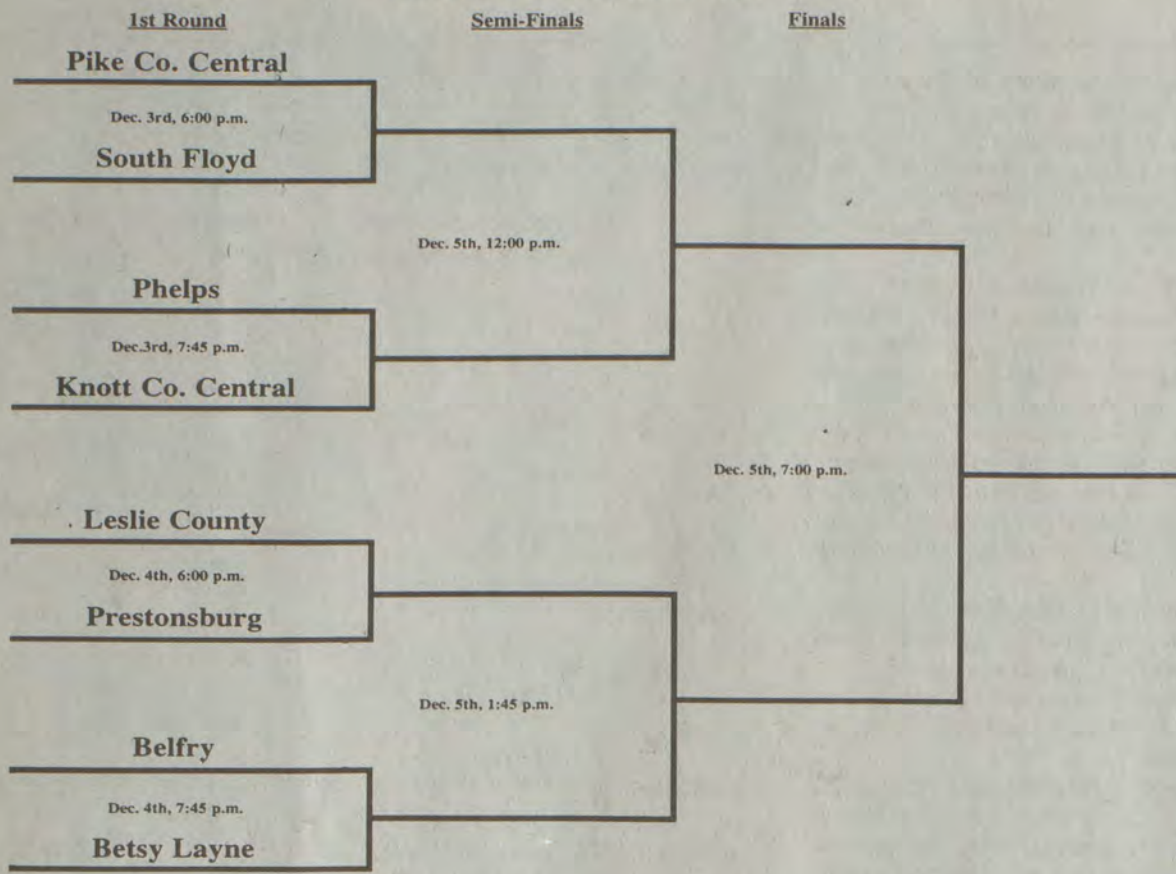 1st Round
Semi-Finals
Finals
Pike Co. Central
Dec. 3rd, 6:00 p.m.
South Floyd
Dec. 5th, 12:00 p.m.
Phelps
Dec.3rd, 7:45 p.m.
Knott Co. Central
Dec. 5th, 7:00 p.m.
Leslie County
Dec. 4th, 6:00 p.m.
Prestonsburg
Dec. 5th, 1:45 p.m.
Belfry
Dec. 4th, 7:45 p.m.
Betsy Layne